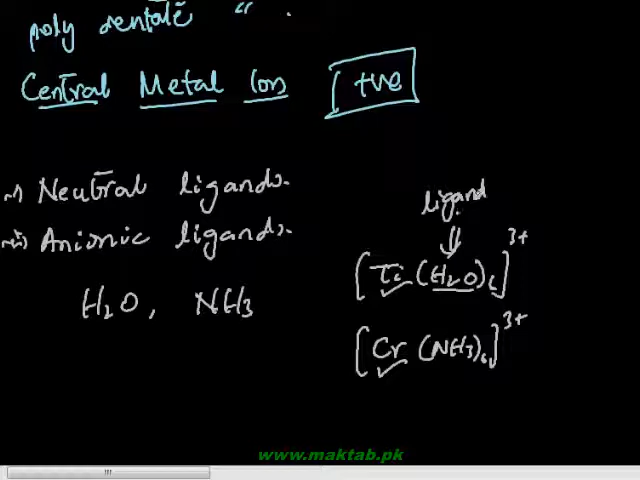 poly dentate " .
Central Metal Ion [+ve]
i) Neutral ligands.
ii) Anionic ligands.
H2O, NH3
ligand
[Ti(H2O)6]3+
[Cr(NH3)6]3+
www.maktab.pk